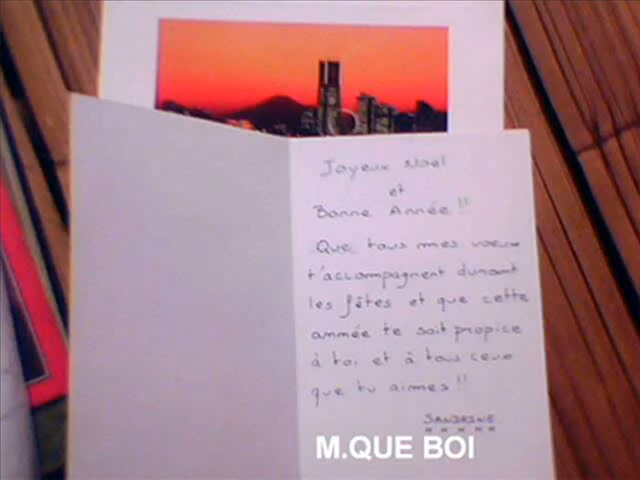 Joyeux Noel
et
Bonne Année !!
Que tous mes voeux
t'accompagnent durant
les fêtes et que cette
année te soit propice
à toi et à tous ceux
que tu aimes !!
SANDRINE
x x x x x
M.QUE BOI